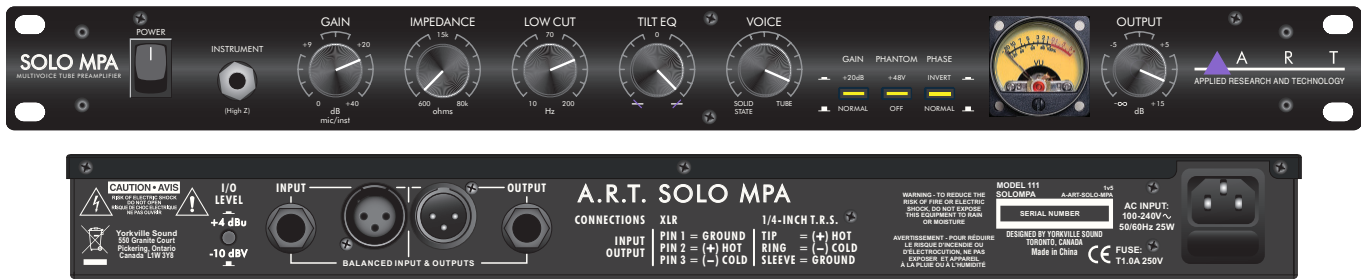 POWER
SOLO MPA
MULTIVOICE TUBE PREAMPLIFIER
INSTRUMENT
(High Z)
GAIN
+9 +20
0 +40
dB
mic/inst
IMPEDANCE
15k
600 80k
ohms
LOW CUT
70
10 200
Hz
TILT EQ
0
VOICE
SOLID
STATE
TUBE
GAIN PHANTOM PHASE
+20dB +48V INVERT
NORMAL OFF NORMAL
VU
OUTPUT
-5 +5
-∞ +15
dB
A R T
APPLIED RESEARCH AND TECHNOLOGY
CAUTION • AVIS
RISK OF ELECTRIC SHOCK
DO NOT OPEN
RISQUE DE CHOC ELECTRIQUE
NE PAS OUVRIR
Yorkville Sound
550 Granite Court
Pickering, Ontario
Canada L1W 3Y8
I/O
LEVEL
+4 dBu
-10 dBV
INPUT
OUTPUT
BALANCED INPUT & OUTPUTS
A.R.T. SOLO MPA
CONNECTIONS XLR 1/4-INCH T.R.S.
INPUT
OUTPUT
PIN 1 = GROUND
PIN 2 = (+) HOT
PIN 3 = (−) COLD
TIP = (+) HOT
RING = (−) COLD
SLEEVE = GROUND
WARNING - TO REDUCE THE
RISK OF FIRE OR ELECTRIC
SHOCK, DO NOT EXPOSE
THIS EQUIPMENT TO RAIN
OR MOISTURE
AVERTISSEMENT - POUR RÉDUIRE
LE RISQUE D'INCENDIE OU
D'ÉLECTROCUTION, NE PAS
EXPOSER ET APPAREIL
À LA PLUIE OU À L'HUMIDITÉ
MODEL 111 1v5
SOLOMPA A-ART-SOLO-MPA
SERIAL NUMBER
DESIGNED BY YORKVILLE SOUND
TORONTO, CANADA
Made in China
CE
AC INPUT:
100-240V~
50/60Hz 25W
FUSE:
T1.0A 250V